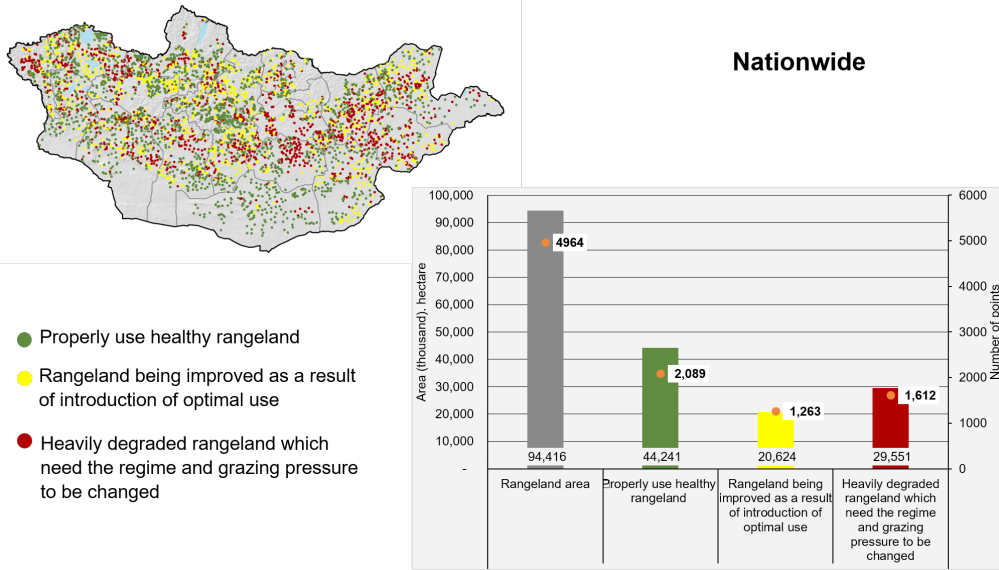 Nationwide
Properly use healthy rangeland
Rangeland being improved as a result
of introduction of optimal use
Heavily degraded rangeland which
need the regime and grazing pressure
to be changed
Area (thousand). hectare
100,000
90,000
80,000
70,000
60,000
50,000
40,000
30,000
20,000
10,000
-
6000
5000
4000
3000
2000
1000
0
Number of points
4964
2,089
1,263
1,612
94,416
44,241
20,624
29,551
Rangeland area
Properly use healthy
rangeland
Rangeland being
improved as a result
of introduction of
optimal use
Heavily degraded
rangeland which
need the regime
and grazing
pressure to be
changed